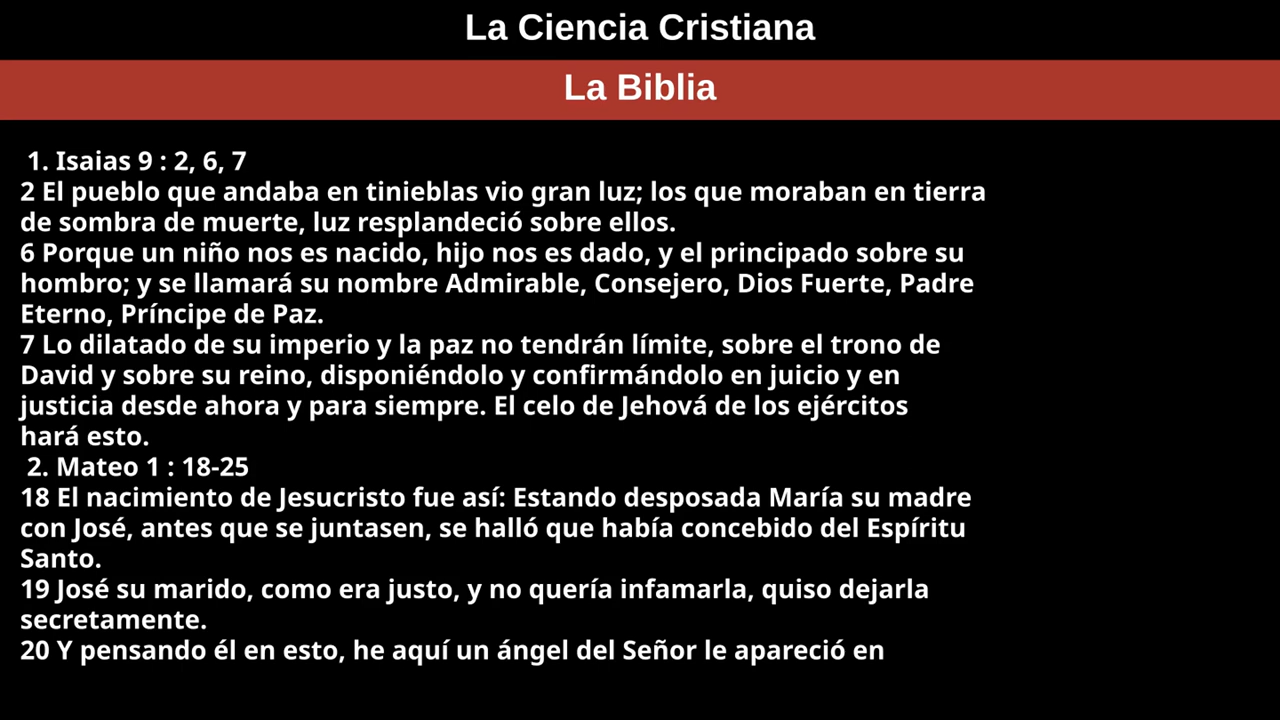 La Ciencia Cristiana
La Biblia
1. Isaias 9 : 2, 6, 7
2 El pueblo que andaba en tinieblas vio gran luz; los que moraban en tierra
de sombra de muerte, luz resplandeció sobre ellos.
6 Porque un niño nos es nacido, hijo nos es dado, y el principado sobre su
hombro; y se llamará su nombre Admirable, Consejero, Dios Fuerte, Padre
Eterno, Príncipe de Paz.
7 Lo dilatado de su imperio y la paz no tendrán límite, sobre el trono de
David y sobre su reino, disponiéndolo y confirmándolo en juicio y en
justicia desde ahora y para siempre. El celo de Jehová de los ejércitos
hará esto.
2. Mateo 1 : 18-25
18 El nacimiento de Jesucristo fue así: Estando desposada María su madre
con José, antes que se juntasen, se halló que había concebido del Espíritu
Santo.
19 José su marido, como era justo, y no quería infamarla, quiso dejarla
secretamente.
20 Y pensando él en esto, he aquí un ángel del Señor le apareció en